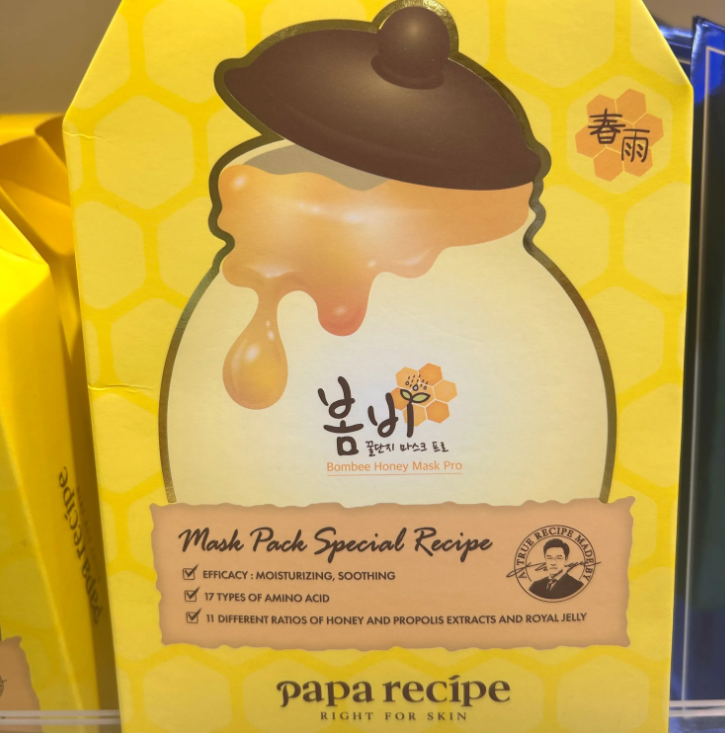 春雨
봄비
꿀단지 마스크 프로
Bombee Honey Mask Pro
Mask Pack Special Recipe
EFFICACY : MOISTURIZING, SOOTHING
17 TYPES OF AMINO ACID
11 DIFFERENT RATIOS OF HONEY AND PROPOLIS EXTRACTS AND ROYAL JELLY
A TRUE RECIPE MADE BY
papa recipe
RIGHT FOR SKIN
papa recipe